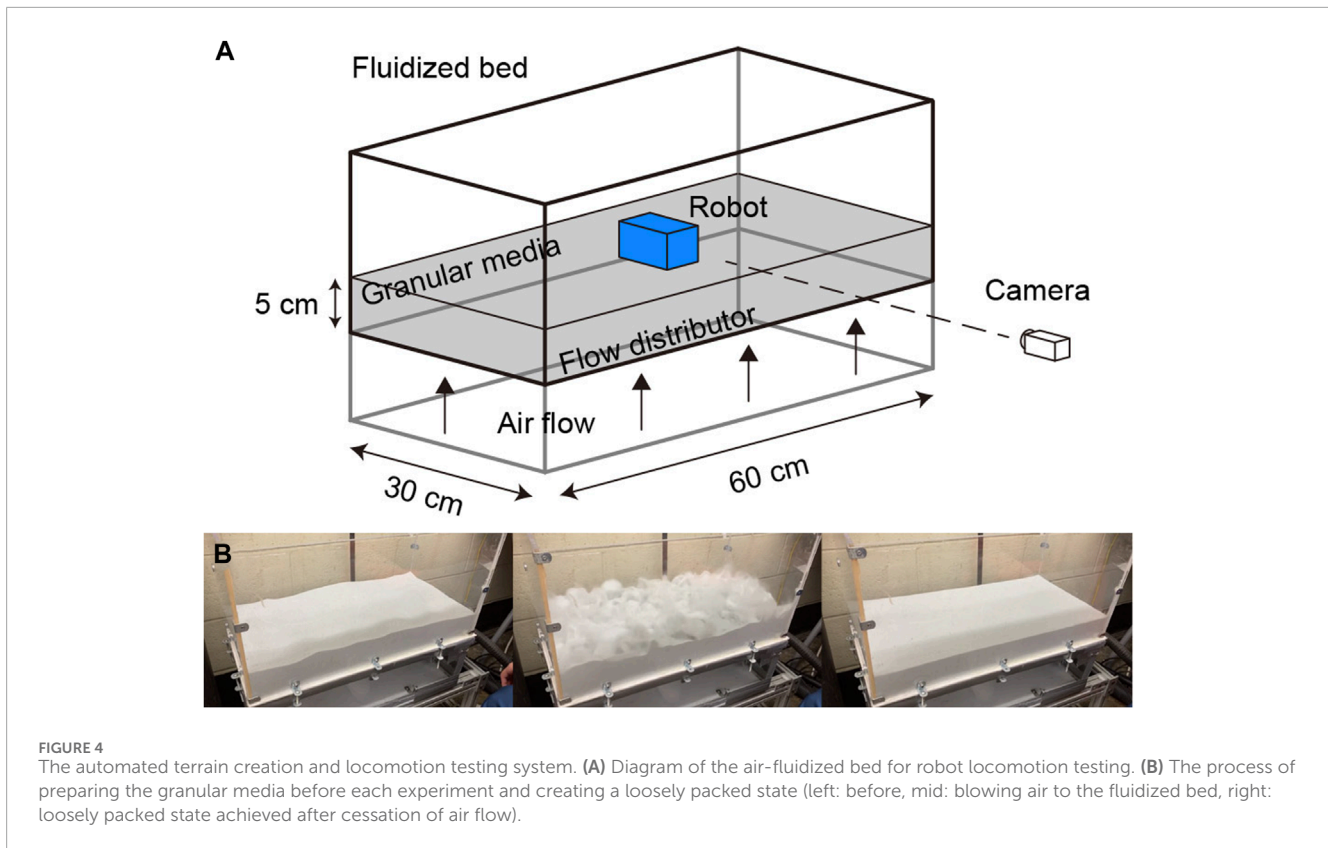 A
Fluidized bed
Robot
Granular media
5 cm
Camera
Flow distributor
Air flow
30 cm
60 cm
B
FIGURE 4
The automated terrain creation and locomotion testing system. (A) Diagram of the air-fluidized bed for robot locomotion testing. (B) The process of
preparing the granular media before each experiment and creating a loosely packed state (left: before, mid: blowing air to the fluidized bed, right:
loosely packed state achieved after cessation of air flow).